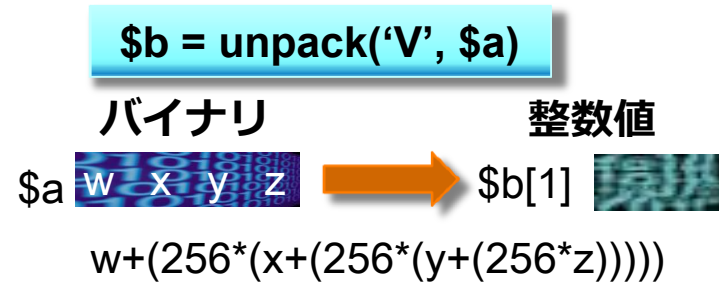 $b = unpack(‘V’, $a)
バイナリ 整数値
$a w x y z $b[1]
w+(256*(x+(256*(y+(256*z)))))